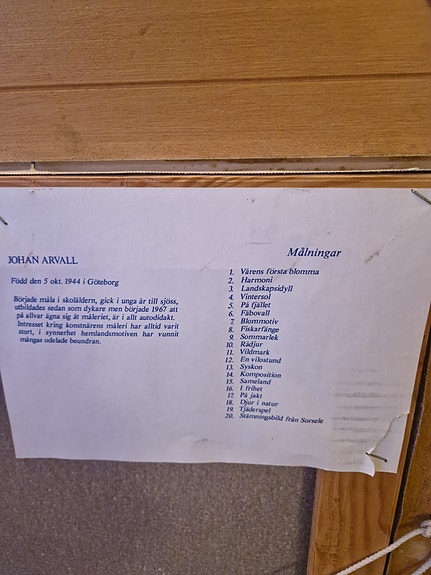 JOHAN ARVALL
Född den 5 okt. 1944 i Göteborg
Började måla i skolåldern, gick i unga år till sjöss,
utbildades sedan som dykare men började 1967 att
på allvar ägna sig åt måleriet, är i allt autodidakt.
Intresset kring konstnärens måleri har alltid varit
stort, i synnerhet hemlandsmotiven har vunnit
mångas odelade beundran.
Målningar
1. Vårens första blomma
2. Harmoni
3. Landskapsidyll
4. Vintersol
5. På fjället
6. Fäbovall
7. Blommotiv
8. Fiskarfänge
9. Sommarlek
10. Rådjur
11. Vildmark
12. En vilostund
13. Syskon
14. Komposition
15. Sameland
16. I frihet
17. På jakt
18. Djur i natur
19. Tjäderspel
20. Stämningsbild från Sorsele